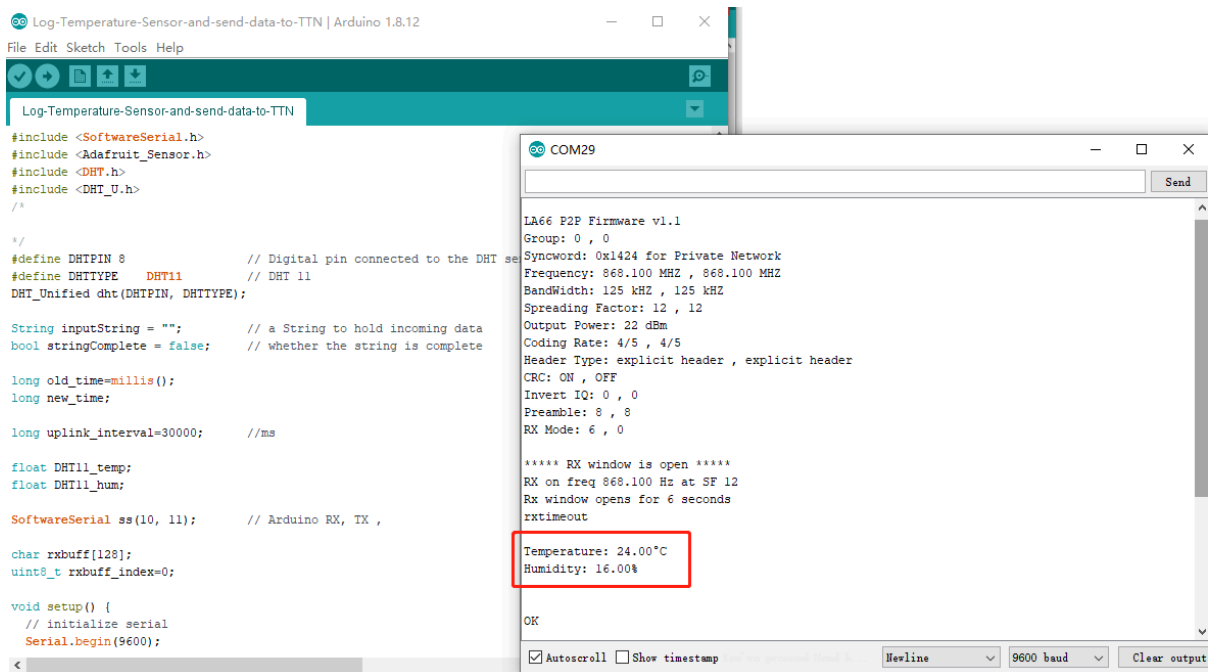 Log-Temperature-Sensor-and-send-data-to-TTN | Arduino 1.8.12
File Edit Sketch Tools Help
Log-Temperature-Sensor-and-send-data-to-TTN
#include <SoftwareSerial.h>
#include <Adafruit_Sensor.h>
#include <DHT.h>
#include <DHT_U.h>
/*
*/
#define DHTPIN 8 // Digital pin connected to the DHT se
#define DHTTYPE DHT11 // DHT 11
DHT_Unified dht(DHTPIN, DHTTYPE);
String inputString = ""; // a String to hold incoming data
bool stringComplete = false; // whether the string is complete
long old_time=millis();
long new_time;
long uplink_interval=30000; //ms
float DHT11_temp;
float DHT11_hum;
SoftwareSerial ss(10, 11); // Arduino RX, TX ,
char rxbuff[128];
uint8_t rxbuff_index=0;
void setup() {
// initialize serial
Serial.begin(9600);
COM29
Send
LA66 P2P Firmware v1.1
Group: 0 , 0
Syncword: 0x1424 for Private Network
Frequency: 868.100 MHZ , 868.100 MHZ
BandWidth: 125 kHZ , 125 kHZ
Spreading Factor: 12 , 12
Output Power: 22 dBm
Coding Rate: 4/5 , 4/5
Header Type: explicit header , explicit header
CRC: ON , OFF
Invert IQ: 0 , 0
Preamble: 8 , 8
RX Mode: 6 , 0
***** RX window is open *****
RX on freq 868.100 Hz at SF 12
Rx window opens for 6 seconds
rxtimeout
Temperature: 24.00°C
Humidity: 16.00%
OK
Autoscroll Show timestamp
Newline
9600 baud
Clear output